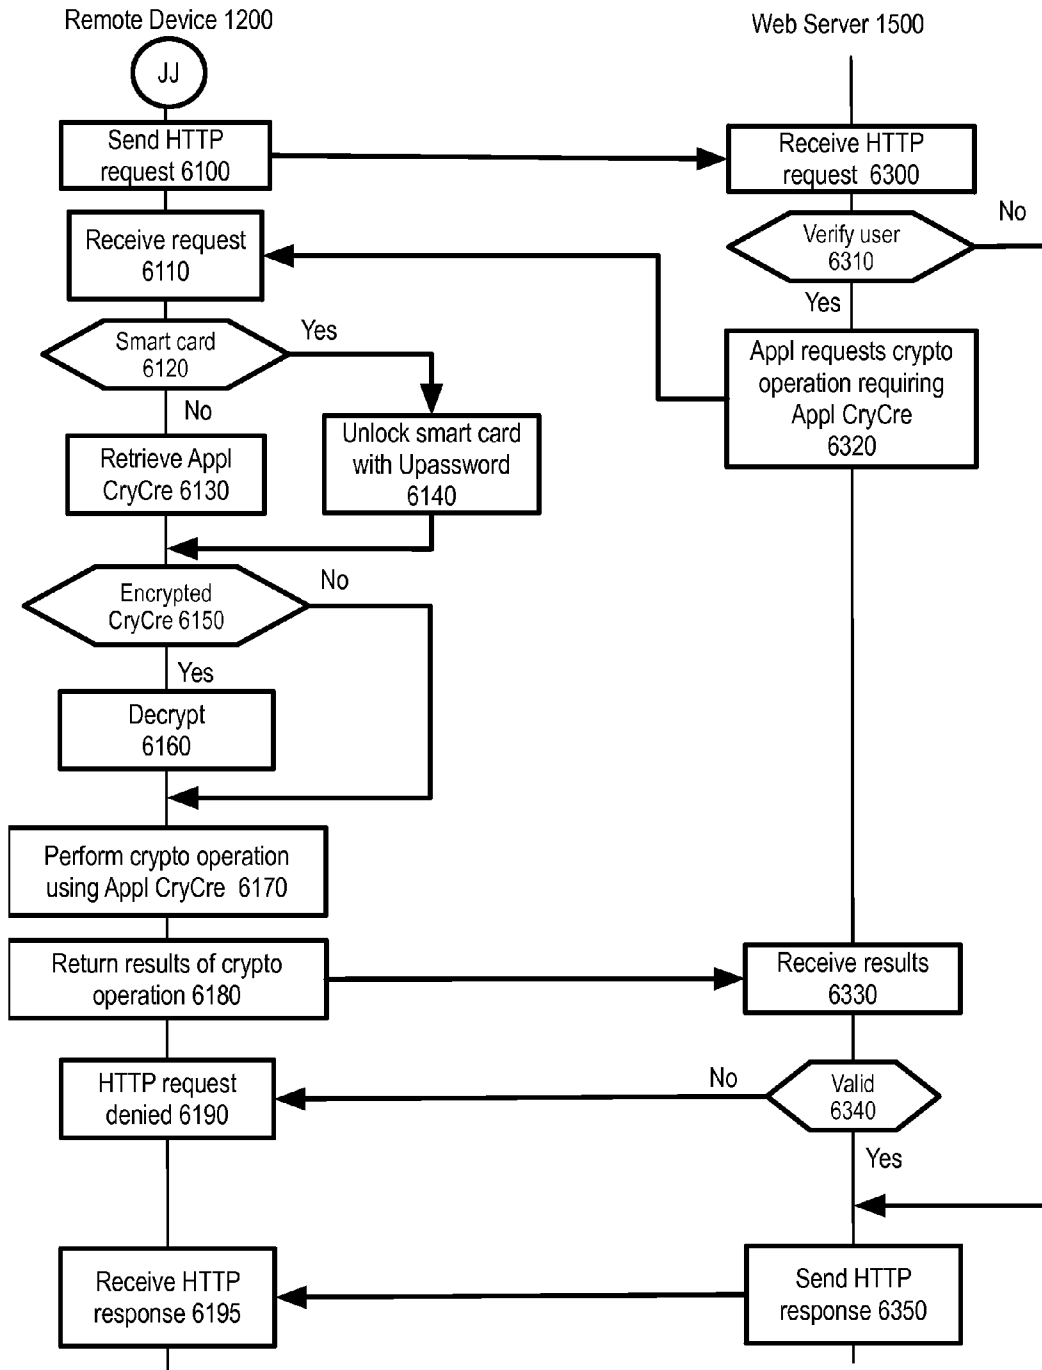 Remote Device 1200
Web Server 1500
JJ
Send HTTP
request 6100
Receive HTTP
request 6300
No
Receive request
6110
Verify user
6310
Yes
Smart card
6120
Yes
Appl requests crypto
operation requiring
Appl CryCre
6320
No
Unlock smart card
with Upassword
6140
Retrieve Appl
CryCre 6130
Encrypted
CryCre 6150
No
Yes
Decrypt
6160
Perform crypto operation
using Appl CryCre 6170
Return results of crypto
operation 6180
Receive results
6330
HTTP request
denied 6190
No
Valid
6340
Yes
Receive HTTP
response 6195
Send HTTP
response 6350